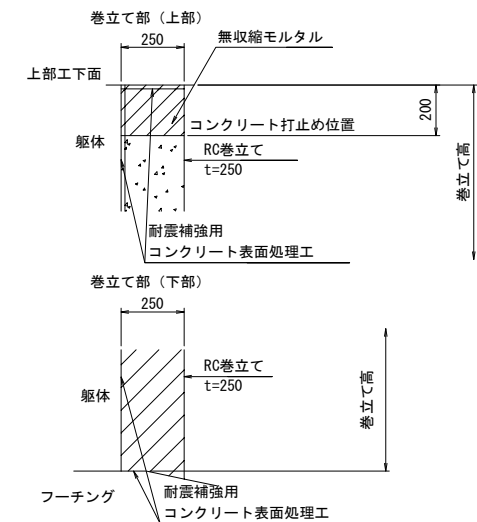 巻立て部（上部）
250
無収縮モルタル
上部工下面
200
コンクリート打止め位置
躯体
RC巻立て
t=250
巻立て高
耐震補強用
コンクリート表面処理工
巻立て部（下部）
250
RC巻立て
t=250
巻立て高
躯体
フーチング
耐震補強用
コンクリート表面処理工